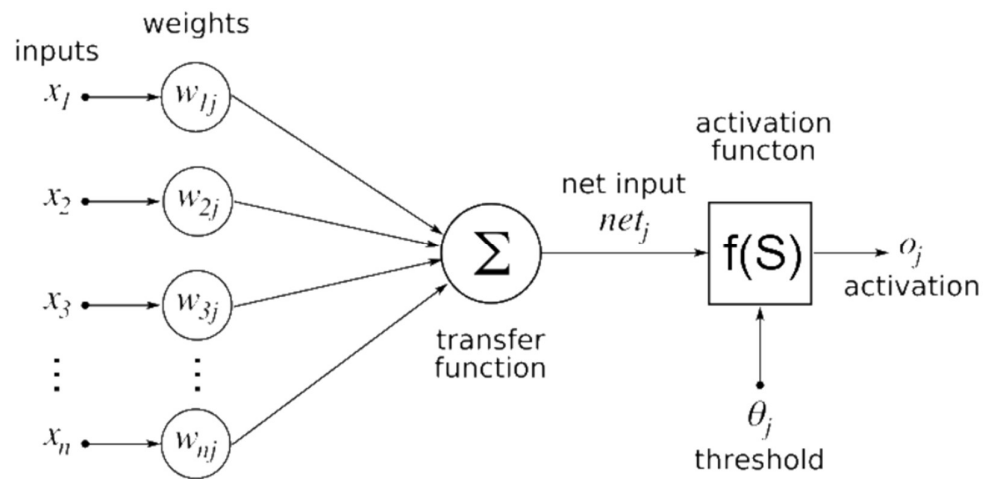 weights
inputs
x1
w1j
x2
w2j
x3
w3j
⋮ ⋮
xn
wnj
Σ
transfer
function
net input
netj
activation
functon
f(S)
oj
activation
θj
threshold